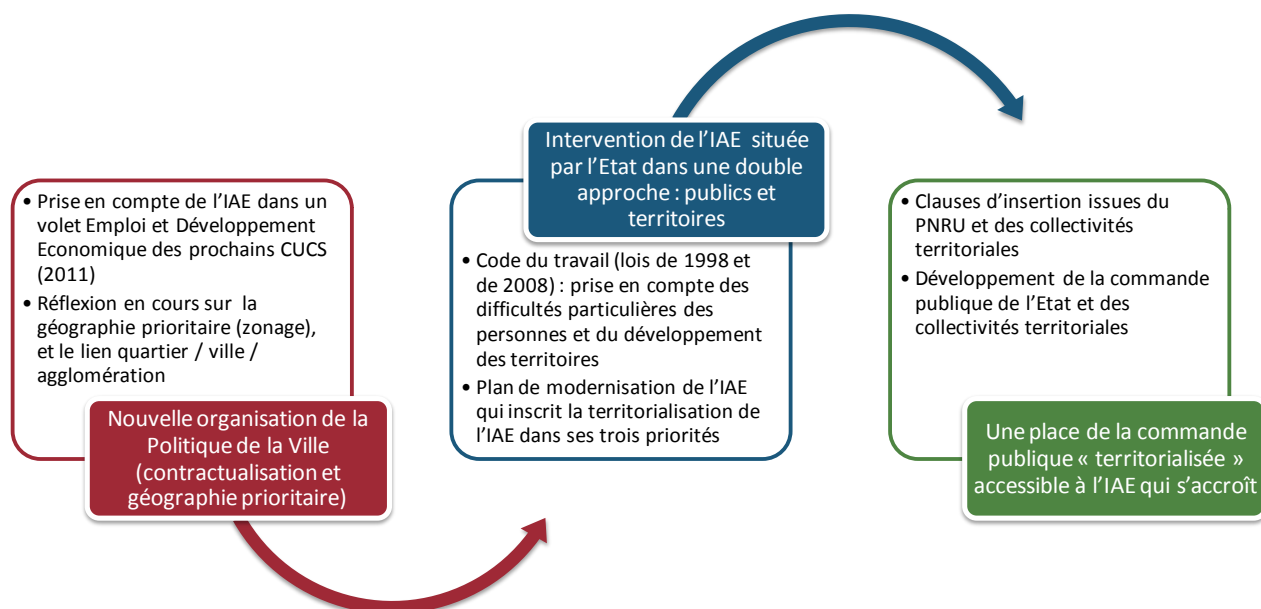 • Prise en compte de l'IAE dans un
volet Emploi et Développement
Economique des prochains CUCS
(2011)
• Réflexion en cours sur la
géographie prioritaire (zonage),
et le lien quartier / ville /
agglomération
Nouvelle organisation de la
Politique de la Ville
(contractualisation et
géographie prioritaire)
Intervention de l'IAE située
par l'Etat dans une double
approche : publics et
territoires
• Code du travail (lois de 1998 et
de 2008) : prise en compte des
difficultés particulières des
personnes et du développement
des territoires
• Plan de modernisation de l'IAE
qui inscrit la territorialisation de
l'IAE dans ses trois priorités
• Clauses d'insertion issues du
PNRU et des collectivités
territoriales
• Développement de la commande
publique de l'Etat et des
collectivités territoriales
Une place de la commande
publique « territorialisée »
accessible à l'IAE qui s'accroît